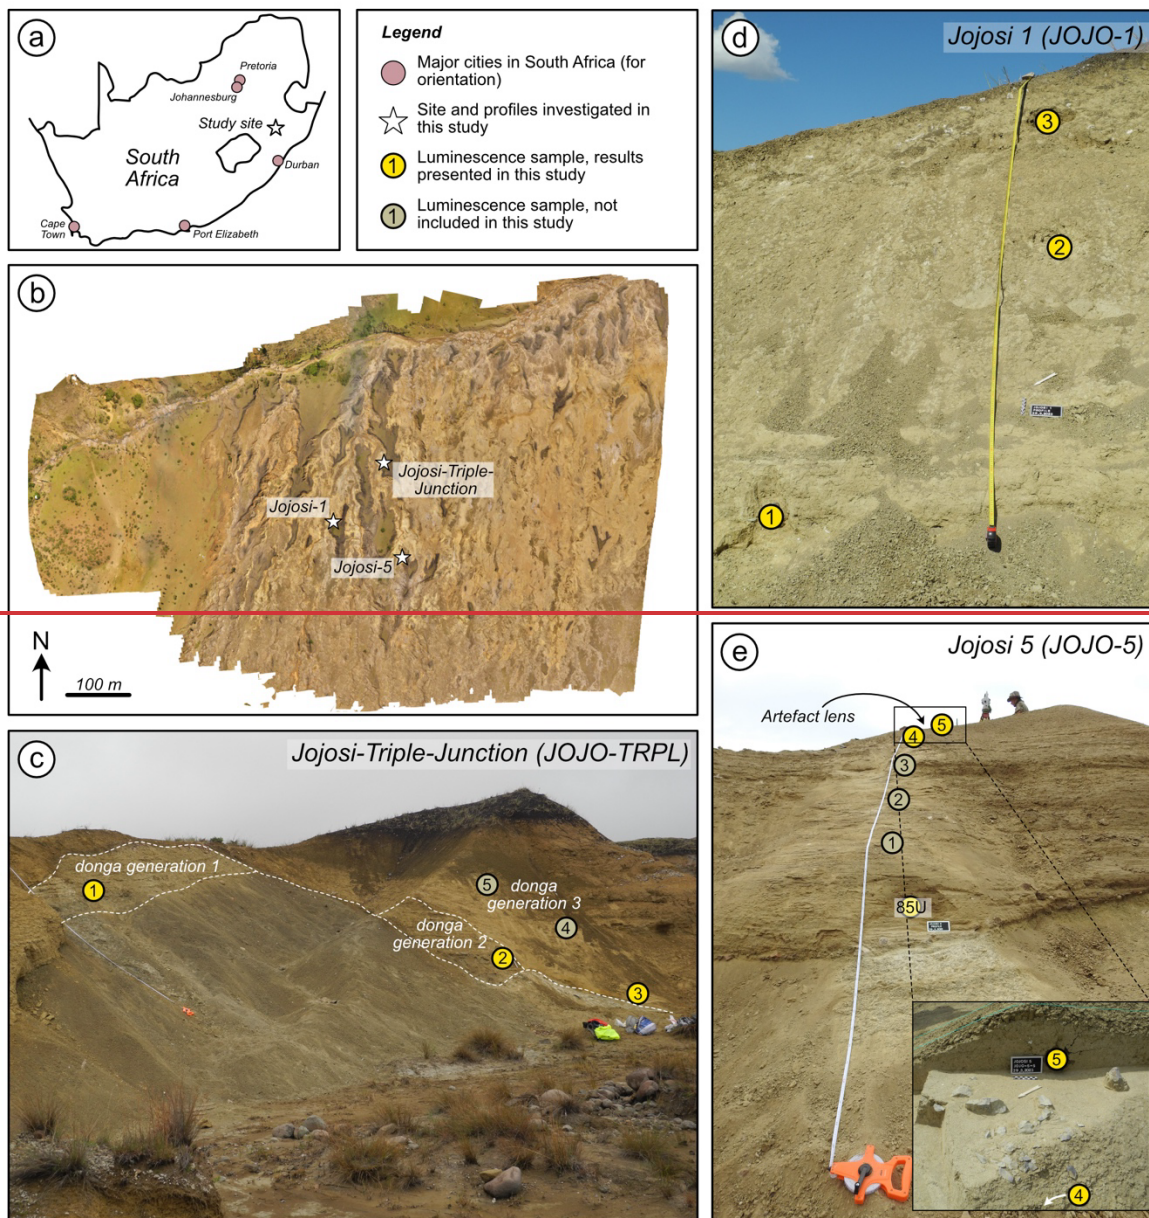 a
Pretoria
Johannesburg
Study site
South
Africa
Durban
Cape
Town
Port Elizabeth
Legend
Major cities in South Africa (for
orientation)
Site and profiles investigated in
this study
1
Luminescence sample, results
presented in this study
1
Luminescence sample, not
included in this study
b
Jojosi-Triple-
Junction
Jojosi-1
Jojosi-5
N
100 m
c
Jojosi-Triple-Junction (JOJO-TRPL)
donga generation 1
1
5
donga
generation 3
4
donga
generation 2
2
3
d
Jojosi 1 (JOJO-1)
3
2
1
e
Jojosi 5 (JOJO-5)
Artefact lens
5
4
3
2
1
85U
5
4